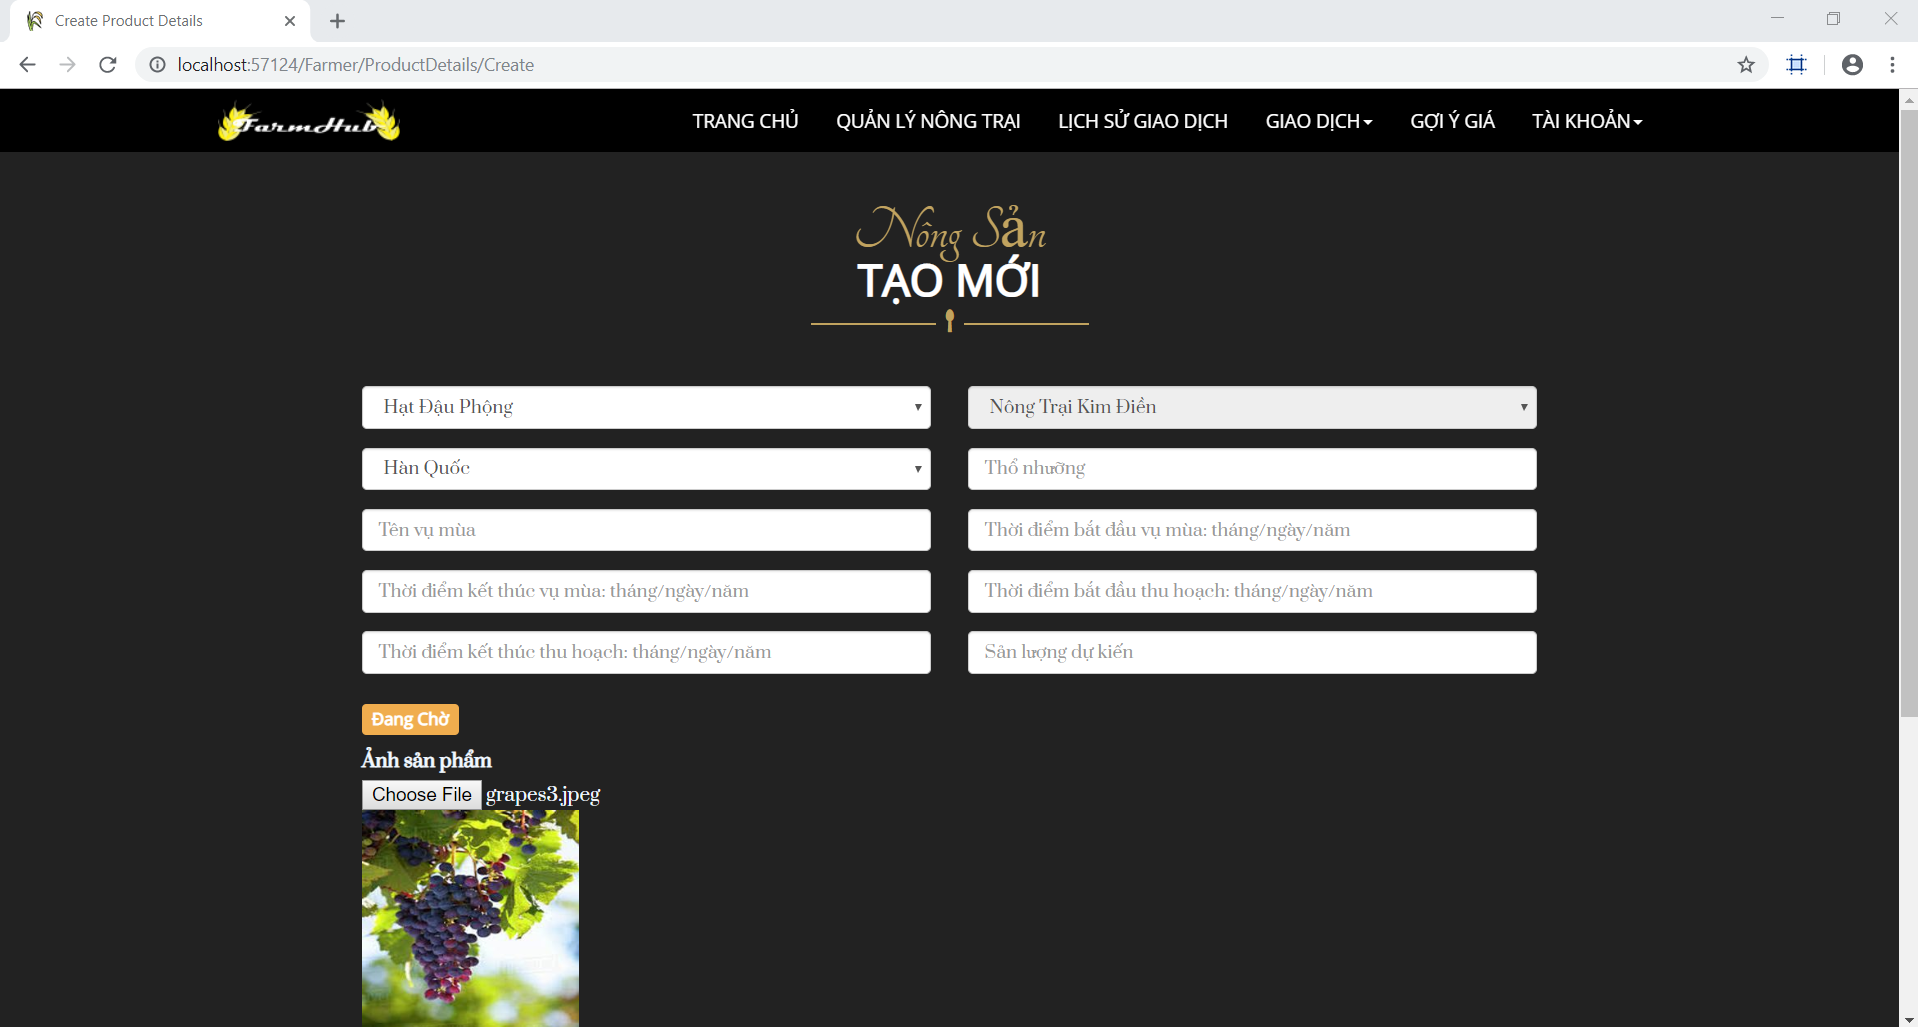 Create Product Details
localhost:57124/Farmer/ProductDetails/Create
FarmHub TRANG CHỦ QUẢN LÝ NÔNG TRẠI LỊCH SỬ GIAO DỊCH GIAO DỊCH GỢI Ý GIÁ TÀI KHOẢN
Nông Sản
TẠO MỚI
Hạt Đậu Phộng Nông Trại Kim Điền
Hàn Quốc Thổ nhưỡng
Tên vụ mùa Thời điểm bắt đầu vụ mùa: tháng/ngày/năm
Thời điểm kết thúc vụ mùa: tháng/ngày/năm Thời điểm bắt đầu thu hoạch: tháng/ngày/năm
Thời điểm kết thúc thu hoạch: tháng/ngày/năm Sản lượng dự kiến
Đang Chờ
Ảnh sản phẩm
Choose File grapes3.jpeg